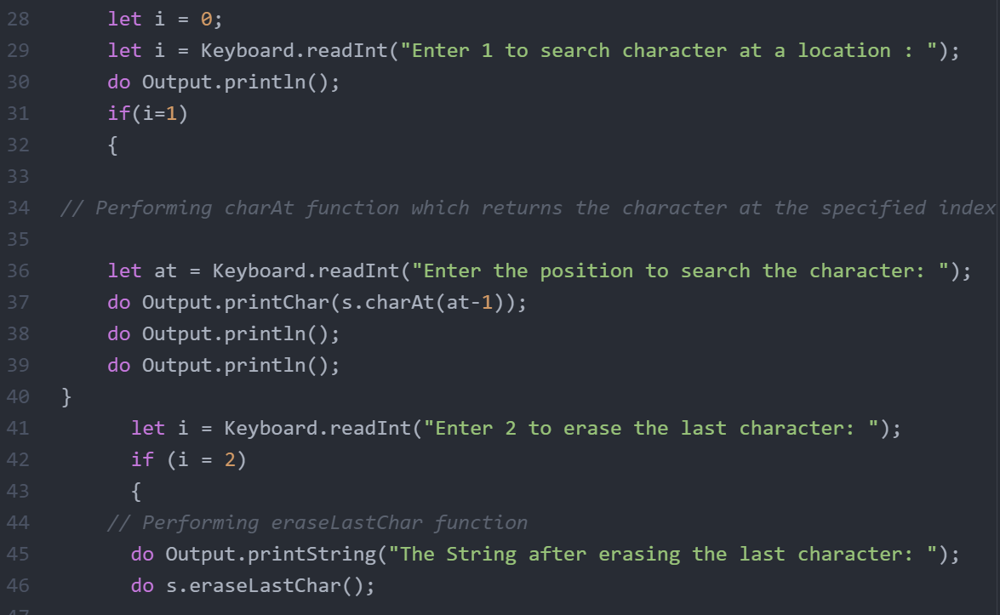 28 let i = 0;
29 let i = Keyboard.readInt("Enter 1 to search character at a location : ");
30 do Output.println();
31 if(i=1)
32 {
33
34 // Performing charAt function which returns the character at the specified index
35
36 let at = Keyboard.readInt("Enter the position to search the character: ");
37 do Output.printChar(s.charAt(at-1));
38 do Output.println();
39 do Output.println();
40 }
41 let i = Keyboard.readInt("Enter 2 to erase the last character: ");
42 if (i = 2)
43 {
44 // Performing eraseLastChar function
45 do Output.printString("The String after erasing the last character: ");
46 do s.eraseLastChar();
47